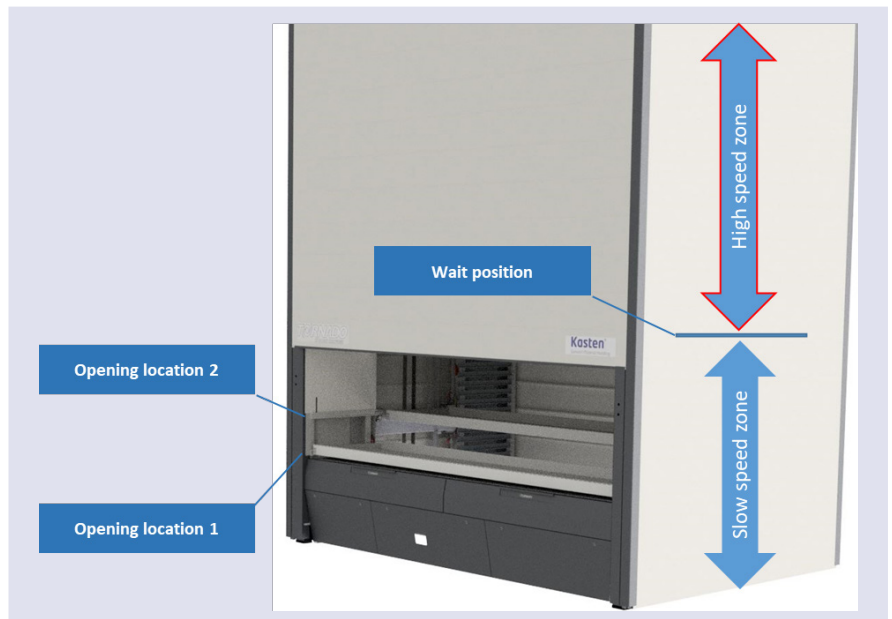 High speed zone
Wait position
Kasten
Opening location 2
Slow speed zone
Opening location 1